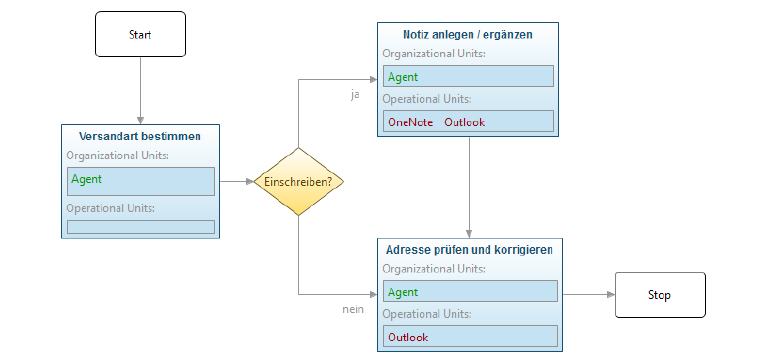 Start
Versandart bestimmen
Organizational Units:
Agent
Operational Units:
Einschreiben?
ja
Notiz anlegen / ergänzen
Organizational Units:
Agent
Operational Units:
OneNote Outlook
nein
Adresse prüfen und korrigieren
Organizational Units:
Agent
Operational Units:
Outlook
Stop